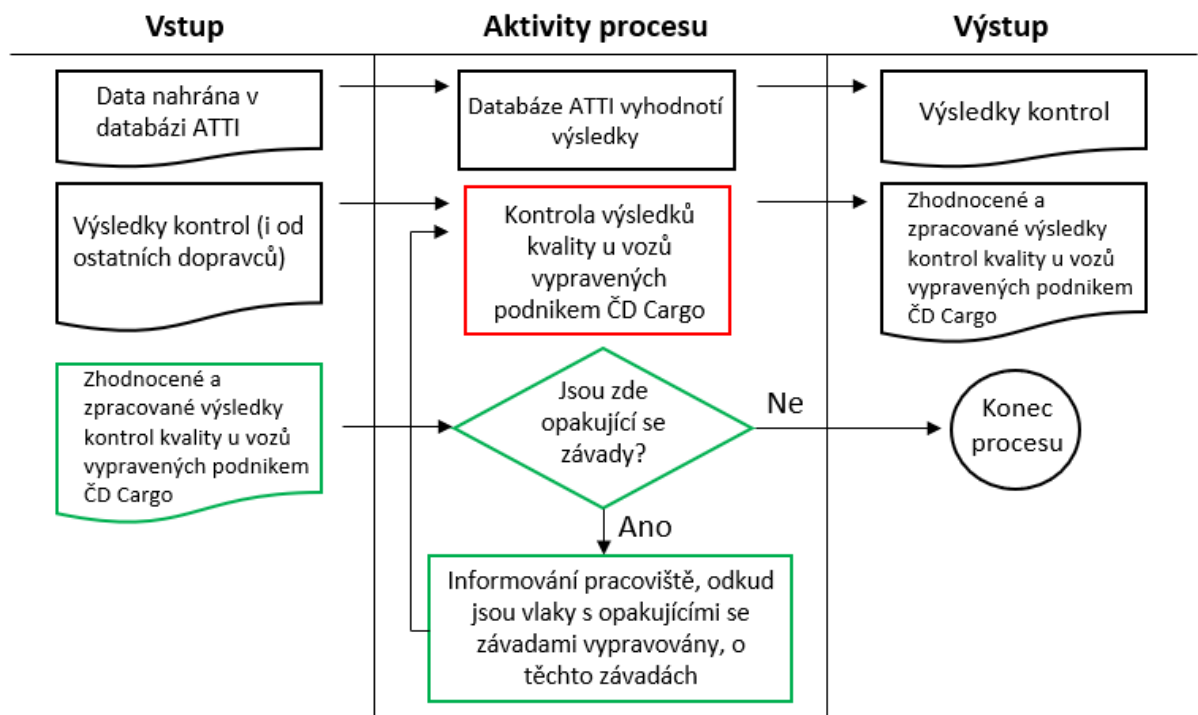 Vstup
Aktivity procesu
Výstup
Data nahrána v
databázi ATTI
Databáze ATTI vyhodnotí
výsledky
Výsledky kontrol
Výsledky kontrol (i od
ostatních dopravců)
Kontrola výsledků
kvality u vozů
vypravených
podnikem ČD Cargo
Zhodnocené a
zpracované výsledky
kontrol kvality u vozů
vypravených podnikem
ČD Cargo
Zhodnocené a
zpracované výsledky
kontrol kvality u vozů
vypravených podnikem
ČD Cargo
Jsou zde
opakující se
závady?
Ne
Konec
procesu
Ano
Informování pracoviště, odkud
jsou vlaky s opakujícími se
závadami vypravovány, o
těchto závadách